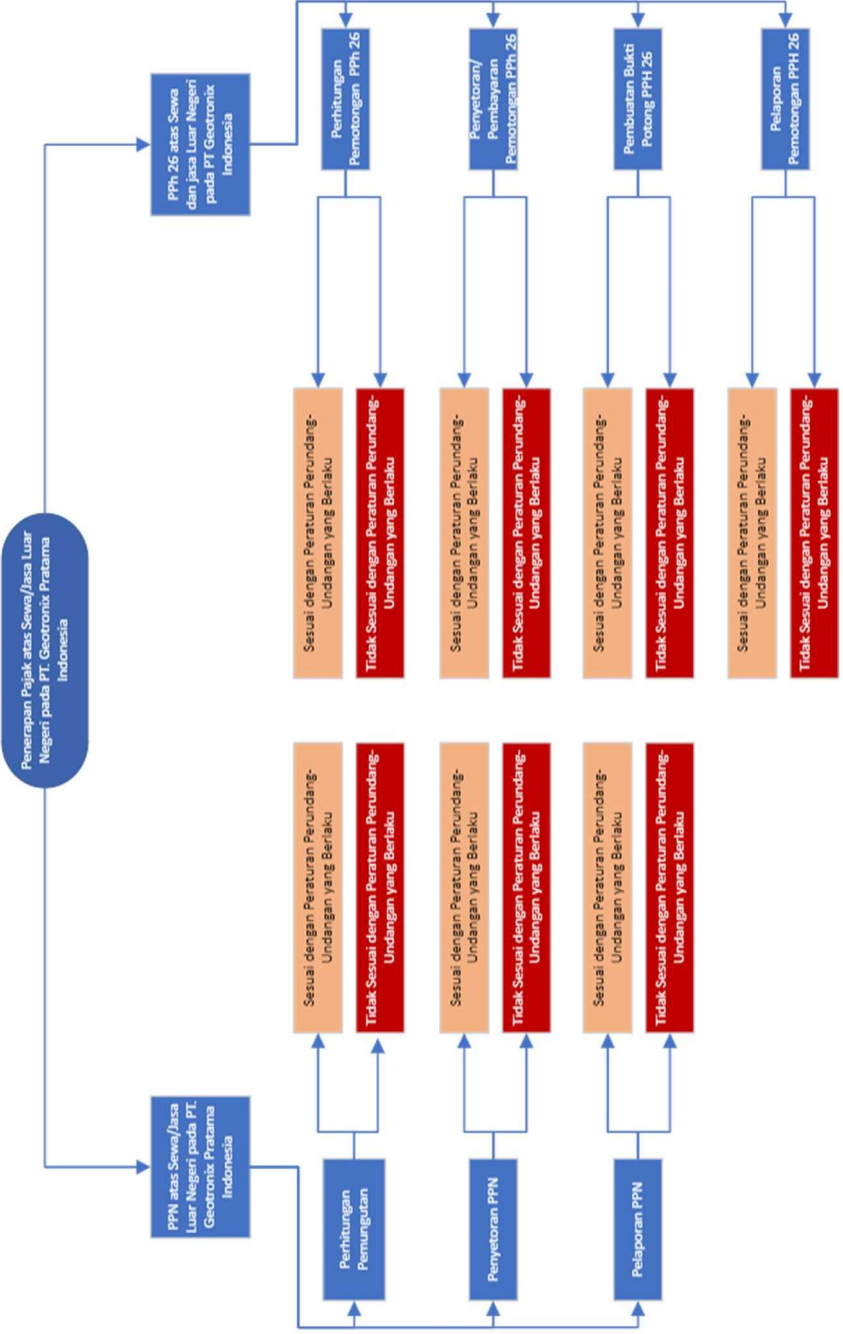 Penerapan Pajak atas Sewa/Jasa Luar
Negeri pada PT. Geotronix Pratama
Indonesia
PPN atas Sewa/Jasa
Luar Negeri pada PT.
Geotronix Pratama
Indonesia
Perhitungan
Pemungutan
Sesuai dengan Peraturan Perundang-
Undangan yang Berlaku
Tidak Sesuai dengan Peraturan Perundang-
Undangan yang Berlaku
Penyetoran PPN
Sesuai dengan Peraturan Perundang-
Undangan yang Berlaku
Tidak Sesuai dengan Peraturan Perundang-
Undangan yang Berlaku
Pelaporan PPN
Sesuai dengan Peraturan Perundang-
Undangan yang Berlaku
Tidak Sesuai dengan Peraturan Perundang-
Undangan yang Berlaku
PPh 26 atas Sewa
dan jasa Luar Negeri
pada PT Geotronix
Indonesia
Perhitungan
Pemotongan PPh 26
Sesuai dengan Peraturan Perundang-
Undangan yang Berlaku
Tidak Sesuai dengan Peraturan Perundang-
Undangan yang Berlaku
Penyetoran/
Pembayaran
Pemotongan PPh 26
Sesuai dengan Peraturan Perundang-
Undangan yang Berlaku
Tidak Sesuai dengan Peraturan Perundang-
Undangan yang Berlaku
Pembuatan Bukti
Potong PPH 26
Sesuai dengan Peraturan Perundang-
Undangan yang Berlaku
Tidak Sesuai dengan Peraturan Perundang-
Undangan yang Berlaku
Pelaporan
Pemotongan PPH 26
Sesuai dengan Peraturan Perundang-
Undangan yang Berlaku
Tidak Sesuai dengan Peraturan Perundang-
Undangan yang Berlaku